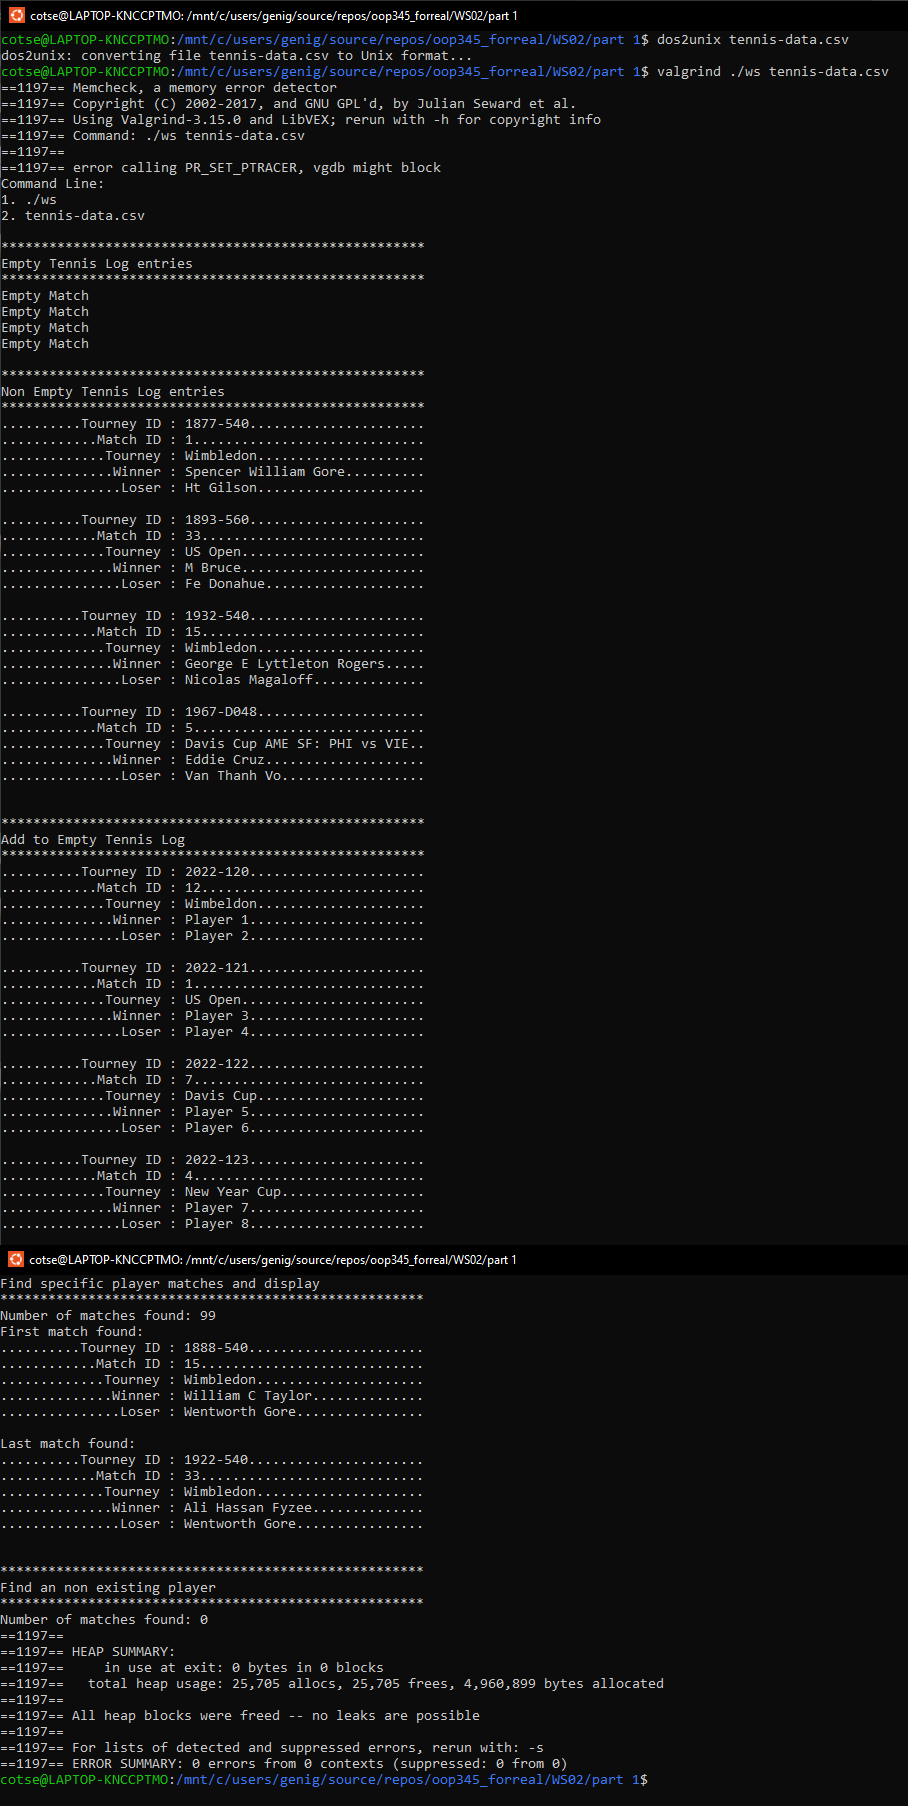 cotse@LAPTOP-KNCCPTMO: /mnt/c/users/genig/source/repos/oop345_forreal/WS02/part 1
cotse@LAPTOP-KNCCPTMO:/mnt/c/users/genig/source/repos/oop345_forreal/WS02/part 1$ dos2unix tennis-data.csv
dos2unix: converting file tennis-data.csv to Unix format...
cotse@LAPTOP-KNCCPTMO:/mnt/c/users/genig/source/repos/oop345_forreal/WS02/part 1$ valgrind ./ws tennis-data.csv
==1197== Memcheck, a memory error detector
==1197== Copyright (C) 2002-2017, and GNU GPL'd, by Julian Seward et al.
==1197== Using Valgrind-3.15.0 and LibVEX; rerun with -h for copyright info
==1197== Command: ./ws tennis-data.csv
==1197==
==1197== error calling PR_SET_PTRACER, vgdb might block
Command Line:
1. ./ws
2. tennis-data.csv
*****************************************************
Empty Tennis Log entries
*****************************************************
Empty Match
Empty Match
Empty Match
Empty Match
*****************************************************
Non Empty Tennis Log entries
*****************************************************
..........Tourney ID : 1877-540......................
............Match ID : 1.............................
.............Tourney : Wimbledon.....................
..............Winner : Spencer William Gore..........
...............Loser : Ht Gilson.....................
..........Tourney ID : 1893-560......................
............Match ID : 33............................
.............Tourney : US Open.......................
..............Winner : M Bruce.......................
...............Loser : Fe Donahue....................
..........Tourney ID : 1932-540......................
............Match ID : 15............................
.............Tourney : Wimbledon.....................
..............Winner : George E Lyttleton Rogers.....
...............Loser : Nicolas Magaloff..............
..........Tourney ID : 1967-D048.....................
............Match ID : 5.............................
.............Tourney : Davis Cup AME SF: PHI vs VIE..
..............Winner : Eddie Cruz....................
...............Loser : Van Thanh Vo..................
*****************************************************
Add to Empty Tennis Log
*****************************************************
..........Tourney ID : 2022-120......................
............Match ID : 12............................
.............Tourney : Wimbeldon.....................
..............Winner : Player 1......................
...............Loser : Player 2......................
..........Tourney ID : 2022-121......................
............Match ID : 1.............................
.............Tourney : US Open.......................
..............Winner : Player 3......................
...............Loser : Player 4......................
..........Tourney ID : 2022-122......................
............Match ID : 7.............................
.............Tourney : Davis Cup.....................
..............Winner : Player 5......................
...............Loser : Player 6......................
..........Tourney ID : 2022-123......................
............Match ID : 4.............................
.............Tourney : New Year Cup..................
..............Winner : Player 7......................
...............Loser : Player 8......................
cotse@LAPTOP-KNCCPTMO: /mnt/c/users/genig/source/repos/oop345_forreal/WS02/part 1
Find specific player matches and display
*****************************************************
Number of matches found: 99
First match found:
..........Tourney ID : 1888-540......................
............Match ID : 15............................
.............Tourney : Wimbledon.....................
..............Winner : William C Taylor..............
...............Loser : Wentworth Gore................
Last match found:
..........Tourney ID : 1922-540......................
............Match ID : 33............................
.............Tourney : Wimbledon.....................
..............Winner : Ali Hassan Fyzee..............
...............Loser : Wentworth Gore................
*****************************************************
Find an non existing player
*****************************************************
Number of matches found: 0
==1197==
==1197== HEAP SUMMARY:
==1197==     in use at exit: 0 bytes in 0 blocks
==1197==   total heap usage: 25,705 allocs, 25,705 frees, 4,960,899 bytes allocated
==1197==
==1197== All heap blocks were freed -- no leaks are possible
==1197==
==1197== For lists of detected and suppressed errors, rerun with: -s
==1197== ERROR SUMMARY: 0 errors from 0 contexts (suppressed: 0 from 0)
cotse@LAPTOP-KNCCPTMO:/mnt/c/users/genig/source/repos/oop345_forreal/WS02/part 1$